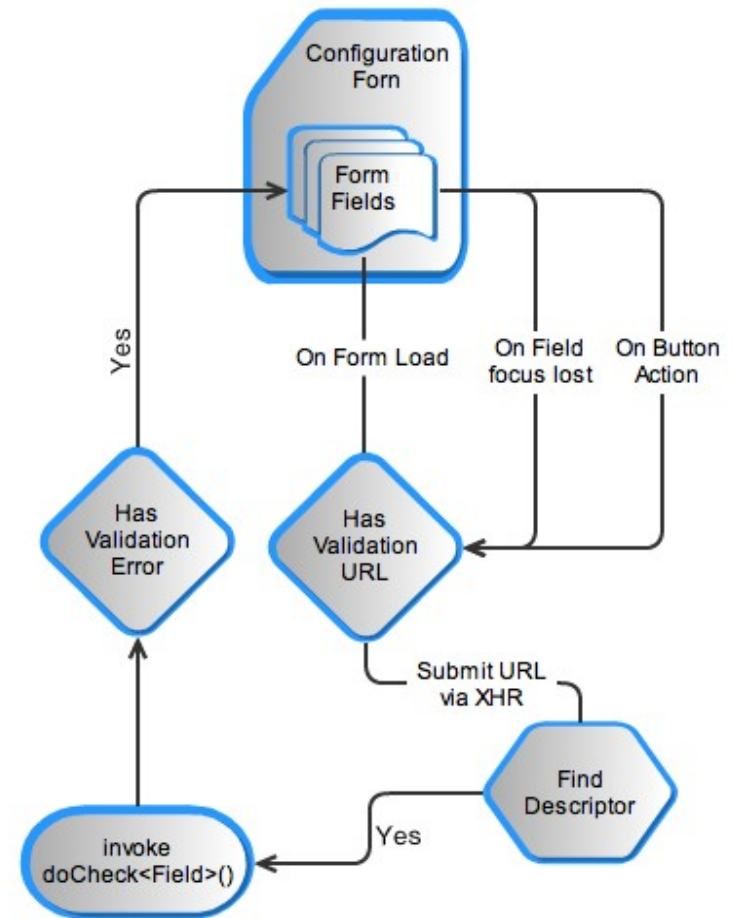 Configuration
Forn
Form
Fields
Yes
On Form Load
On Field
focus lost
On Button
Action
Has
Validation
Error
Has
Validation
URL
Submit URL
via XHR
Find
Descriptor
Yes
invoke
doCheck<Field>()